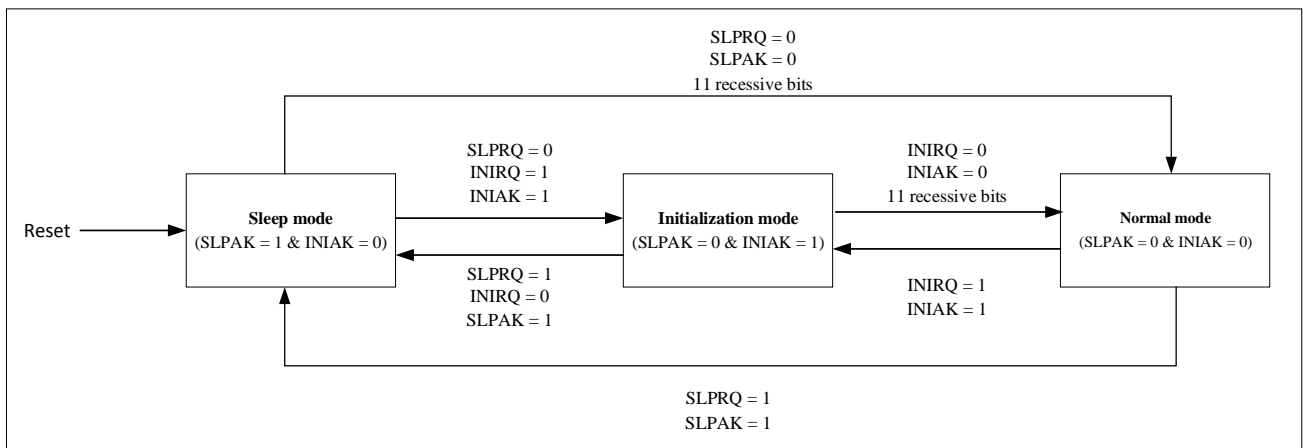 SLPRQ = 0
SLPAK = 0
11 recessive bits
SLPRQ = 0
INIRQ = 1
INIAK = 1
INIRQ = 0
INIAK = 0
11 recessive bits
Reset
Sleep mode
(SLPAK = 1 & INIAK = 0)
Initialization mode
(SLPAK = 0 & INIAK = 1)
Normal mode
(SLPAK = 0 & INIAK = 0)
SLPRQ = 1
INIRQ = 0
SLPAK = 1
INIRQ = 1
INIAK = 1
SLPRQ = 1
SLPAK = 1